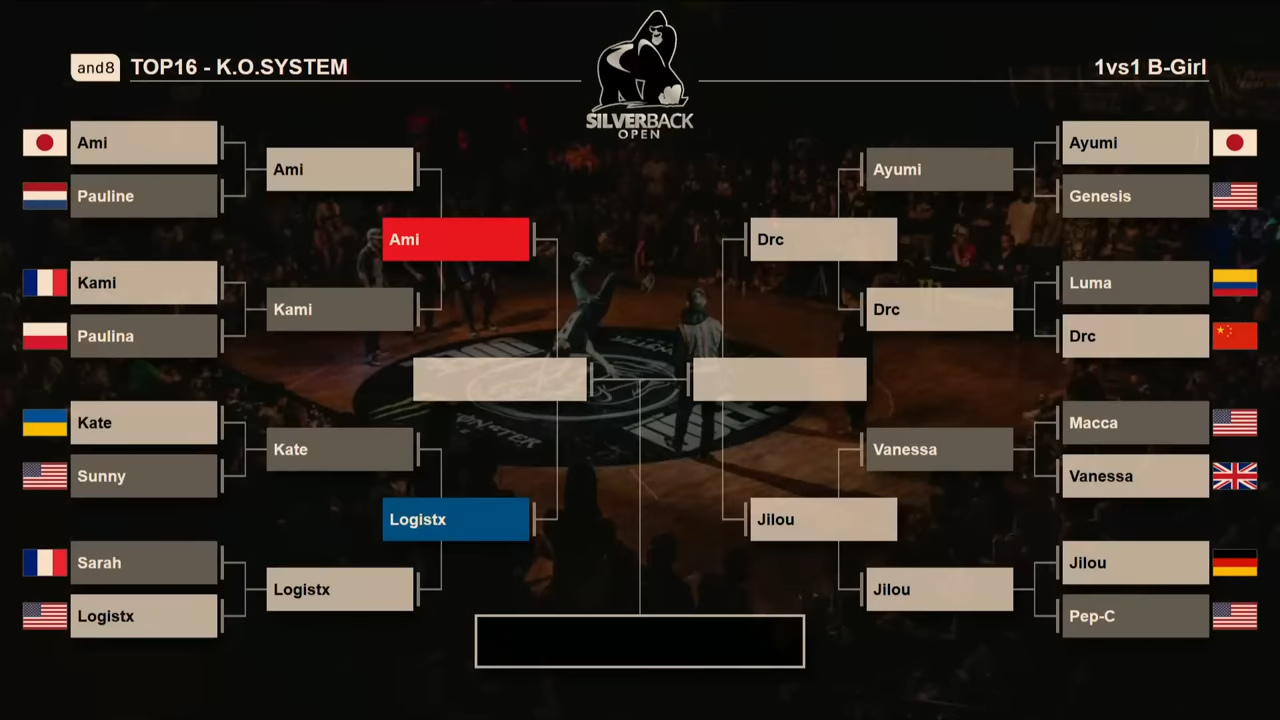 and8 TOP16 - K.O.SYSTEM
SILVERBACK
OPEN
1vs1 B-Girl
Ami
Pauline
Kami
Paulina
Kate
Sunny
Sarah
Logistx
Ami
Kami
Kate
Logistx
Ami
Logistx
Drc
Jilou
Ayumi
Drc
Vanessa
Jilou
Ayumi
Genesis
Luma
Drc
Macca
Vanessa
Jilou
Pep-C